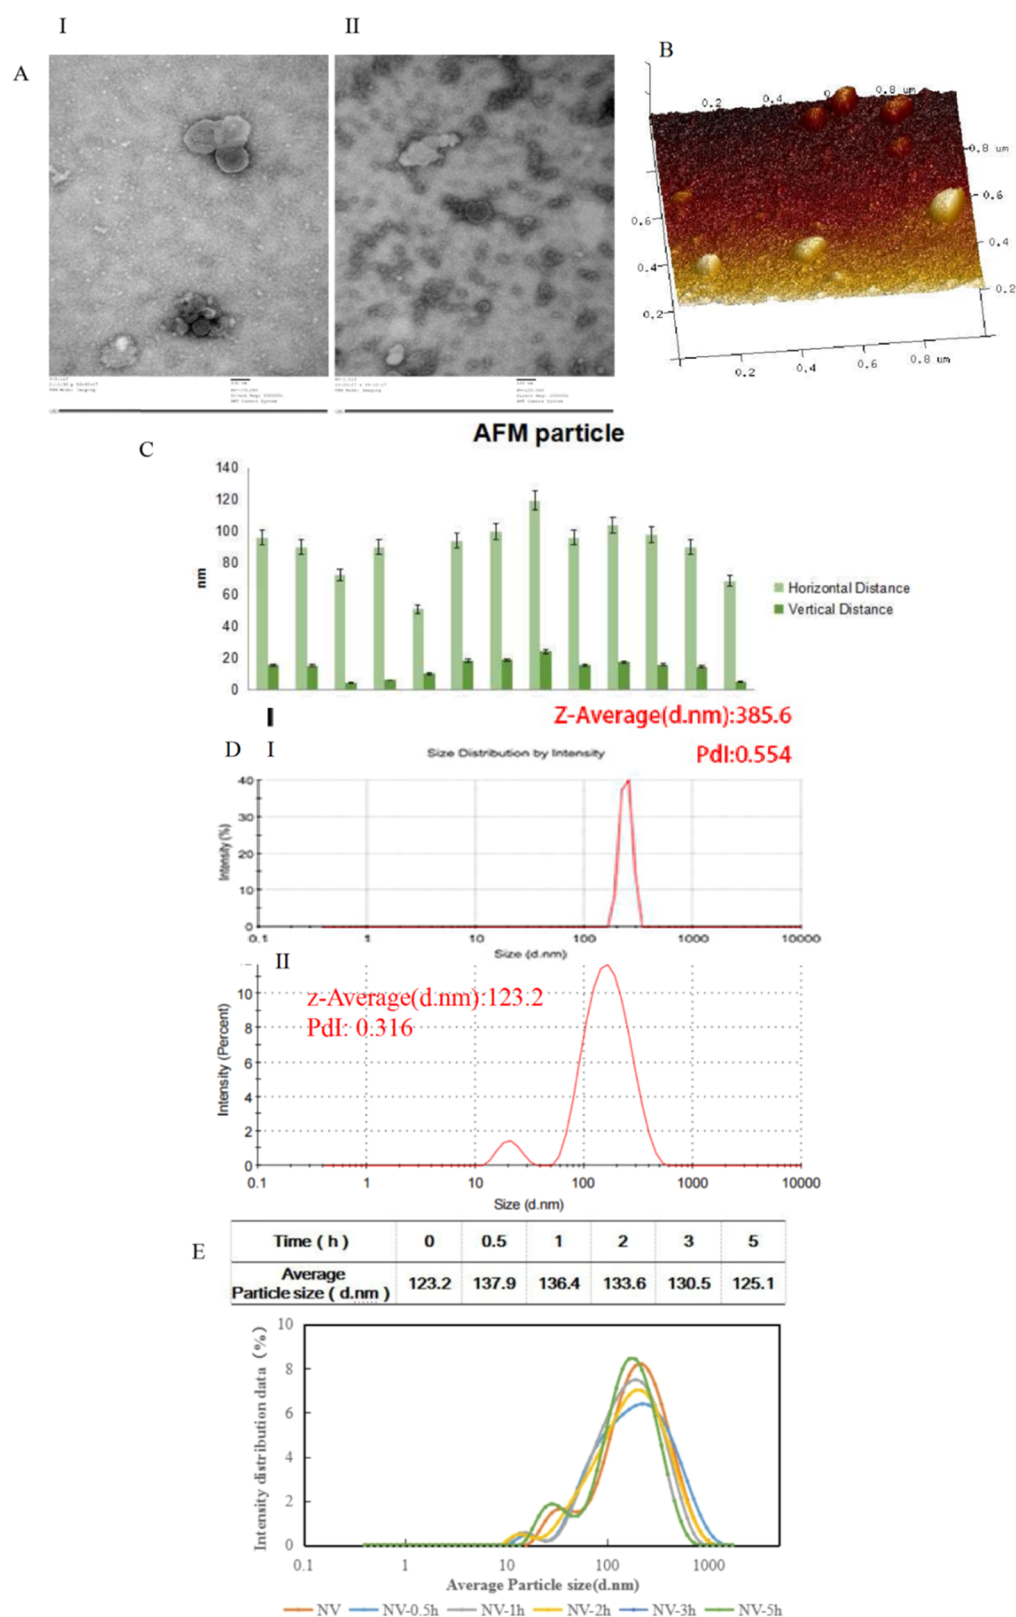 I
II
A
B
0.2
0.4
0.8 um
0.8 um
0.6
0.4
0.2
0.6
0.4
0.2
0.2
0.4
0.6
0.8 um
AFM particle
C
140
120
100
80
60
40
20
0
nm
Horizontal Distance
Vertical Distance
I
Z-Average(d.nm):385.6
PdI:0.554
D
I
Size Distribution by Intensity
40
30
20
10
0
Intensity (%)
0.1 1 10 100 1000 10000
Size (d.nm)
II
z-Average(d.nm):123.2
PdI: 0.316
10
8
6
4
2
0
Intensity (Percent)
0.1 1 10 100 1000 10000
Size (d.nm)
E
Time ( h ) 0 0.5 1 2 3 5
Average
Particle size ( d.nm ) 123.2 137.9 136.4 133.6 130.5 125.1
10
8
6
4
2
0
Intensity distribution data (%)
0.1 1 10 100 1000
Average Particle size(d.nm)
NV NV-0.5h NV-1h NV-2h NV-3h NV-5h